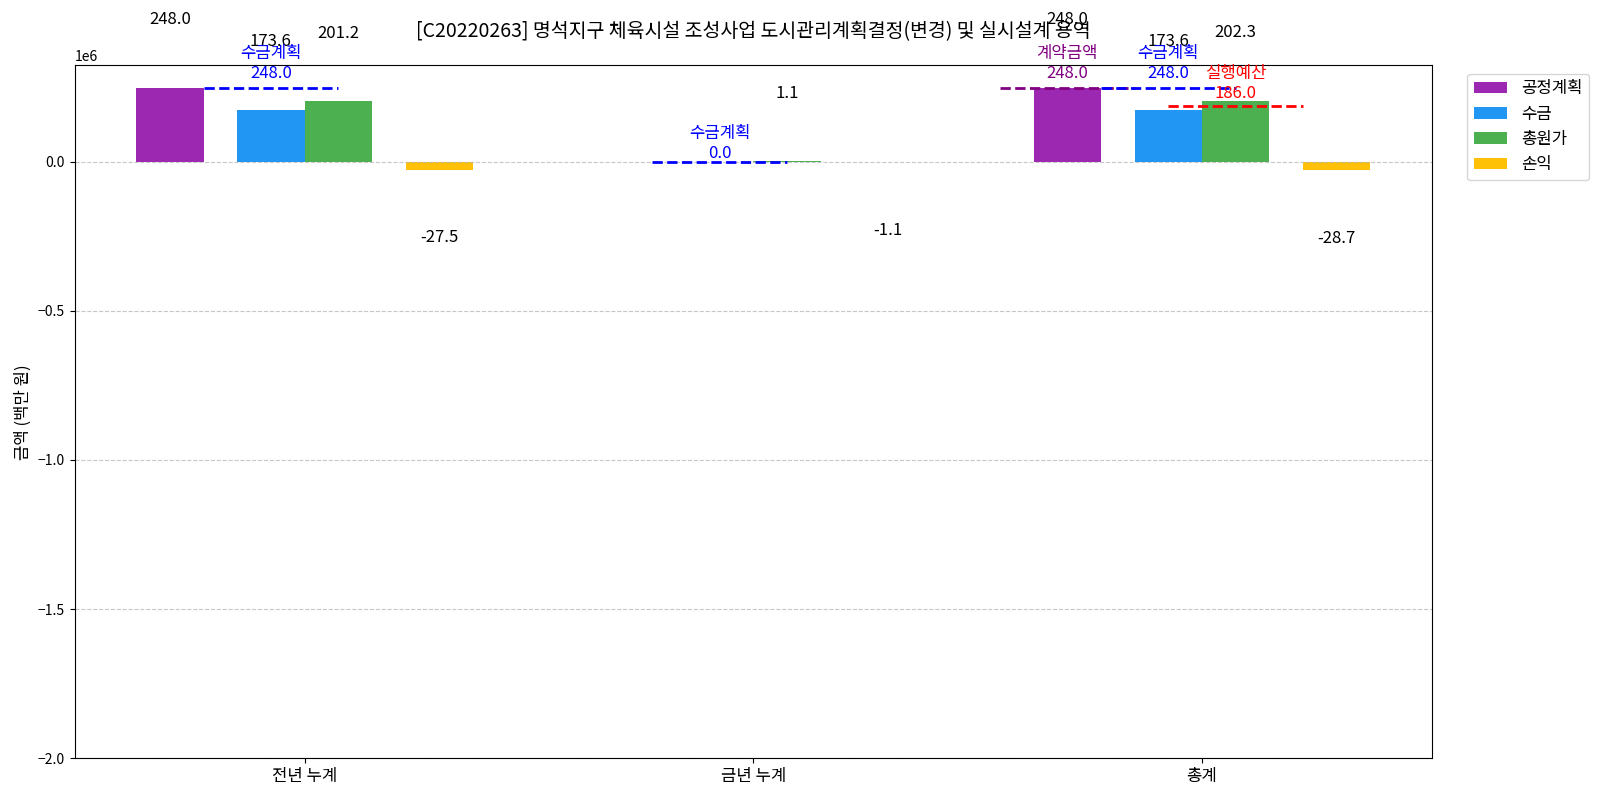 [C20220263] 명석지구 체육시설 조성사업 도시관리계획결정(변경) 및 실시설계 용역
1e6
248.0
173.6
201.2
수금계획
248.0
-27.5
1.1
수금계획
0.0
-1.1
248.0
173.6
202.3
계약금액
248.0
수금계획
248.0
실행예산
186.0
-28.7
공정계획
수금
총원가
손익
금액 (백만 원)
0.0
−0.5
−1.0
−1.5
−2.0
전년 누계
금년 누계
총계